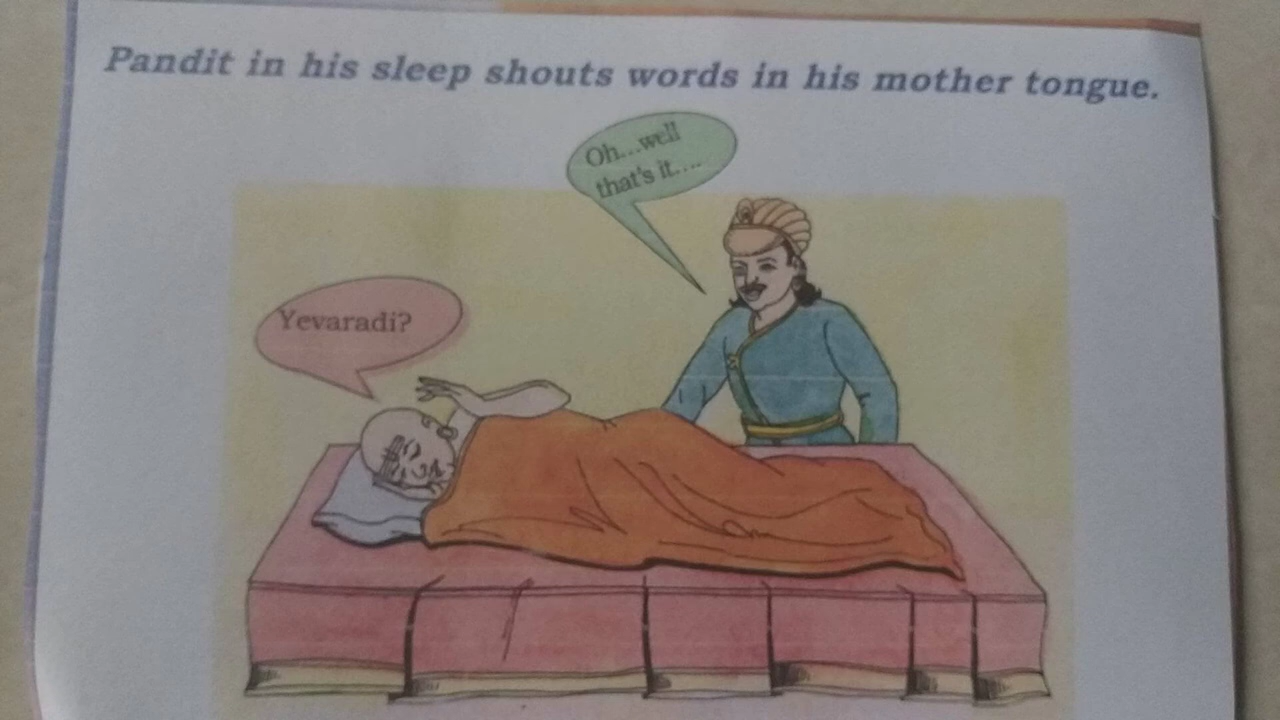 Pandit in his sleep shouts words in his mother tongue.
Oh...well
that's it....
Yevaradi?